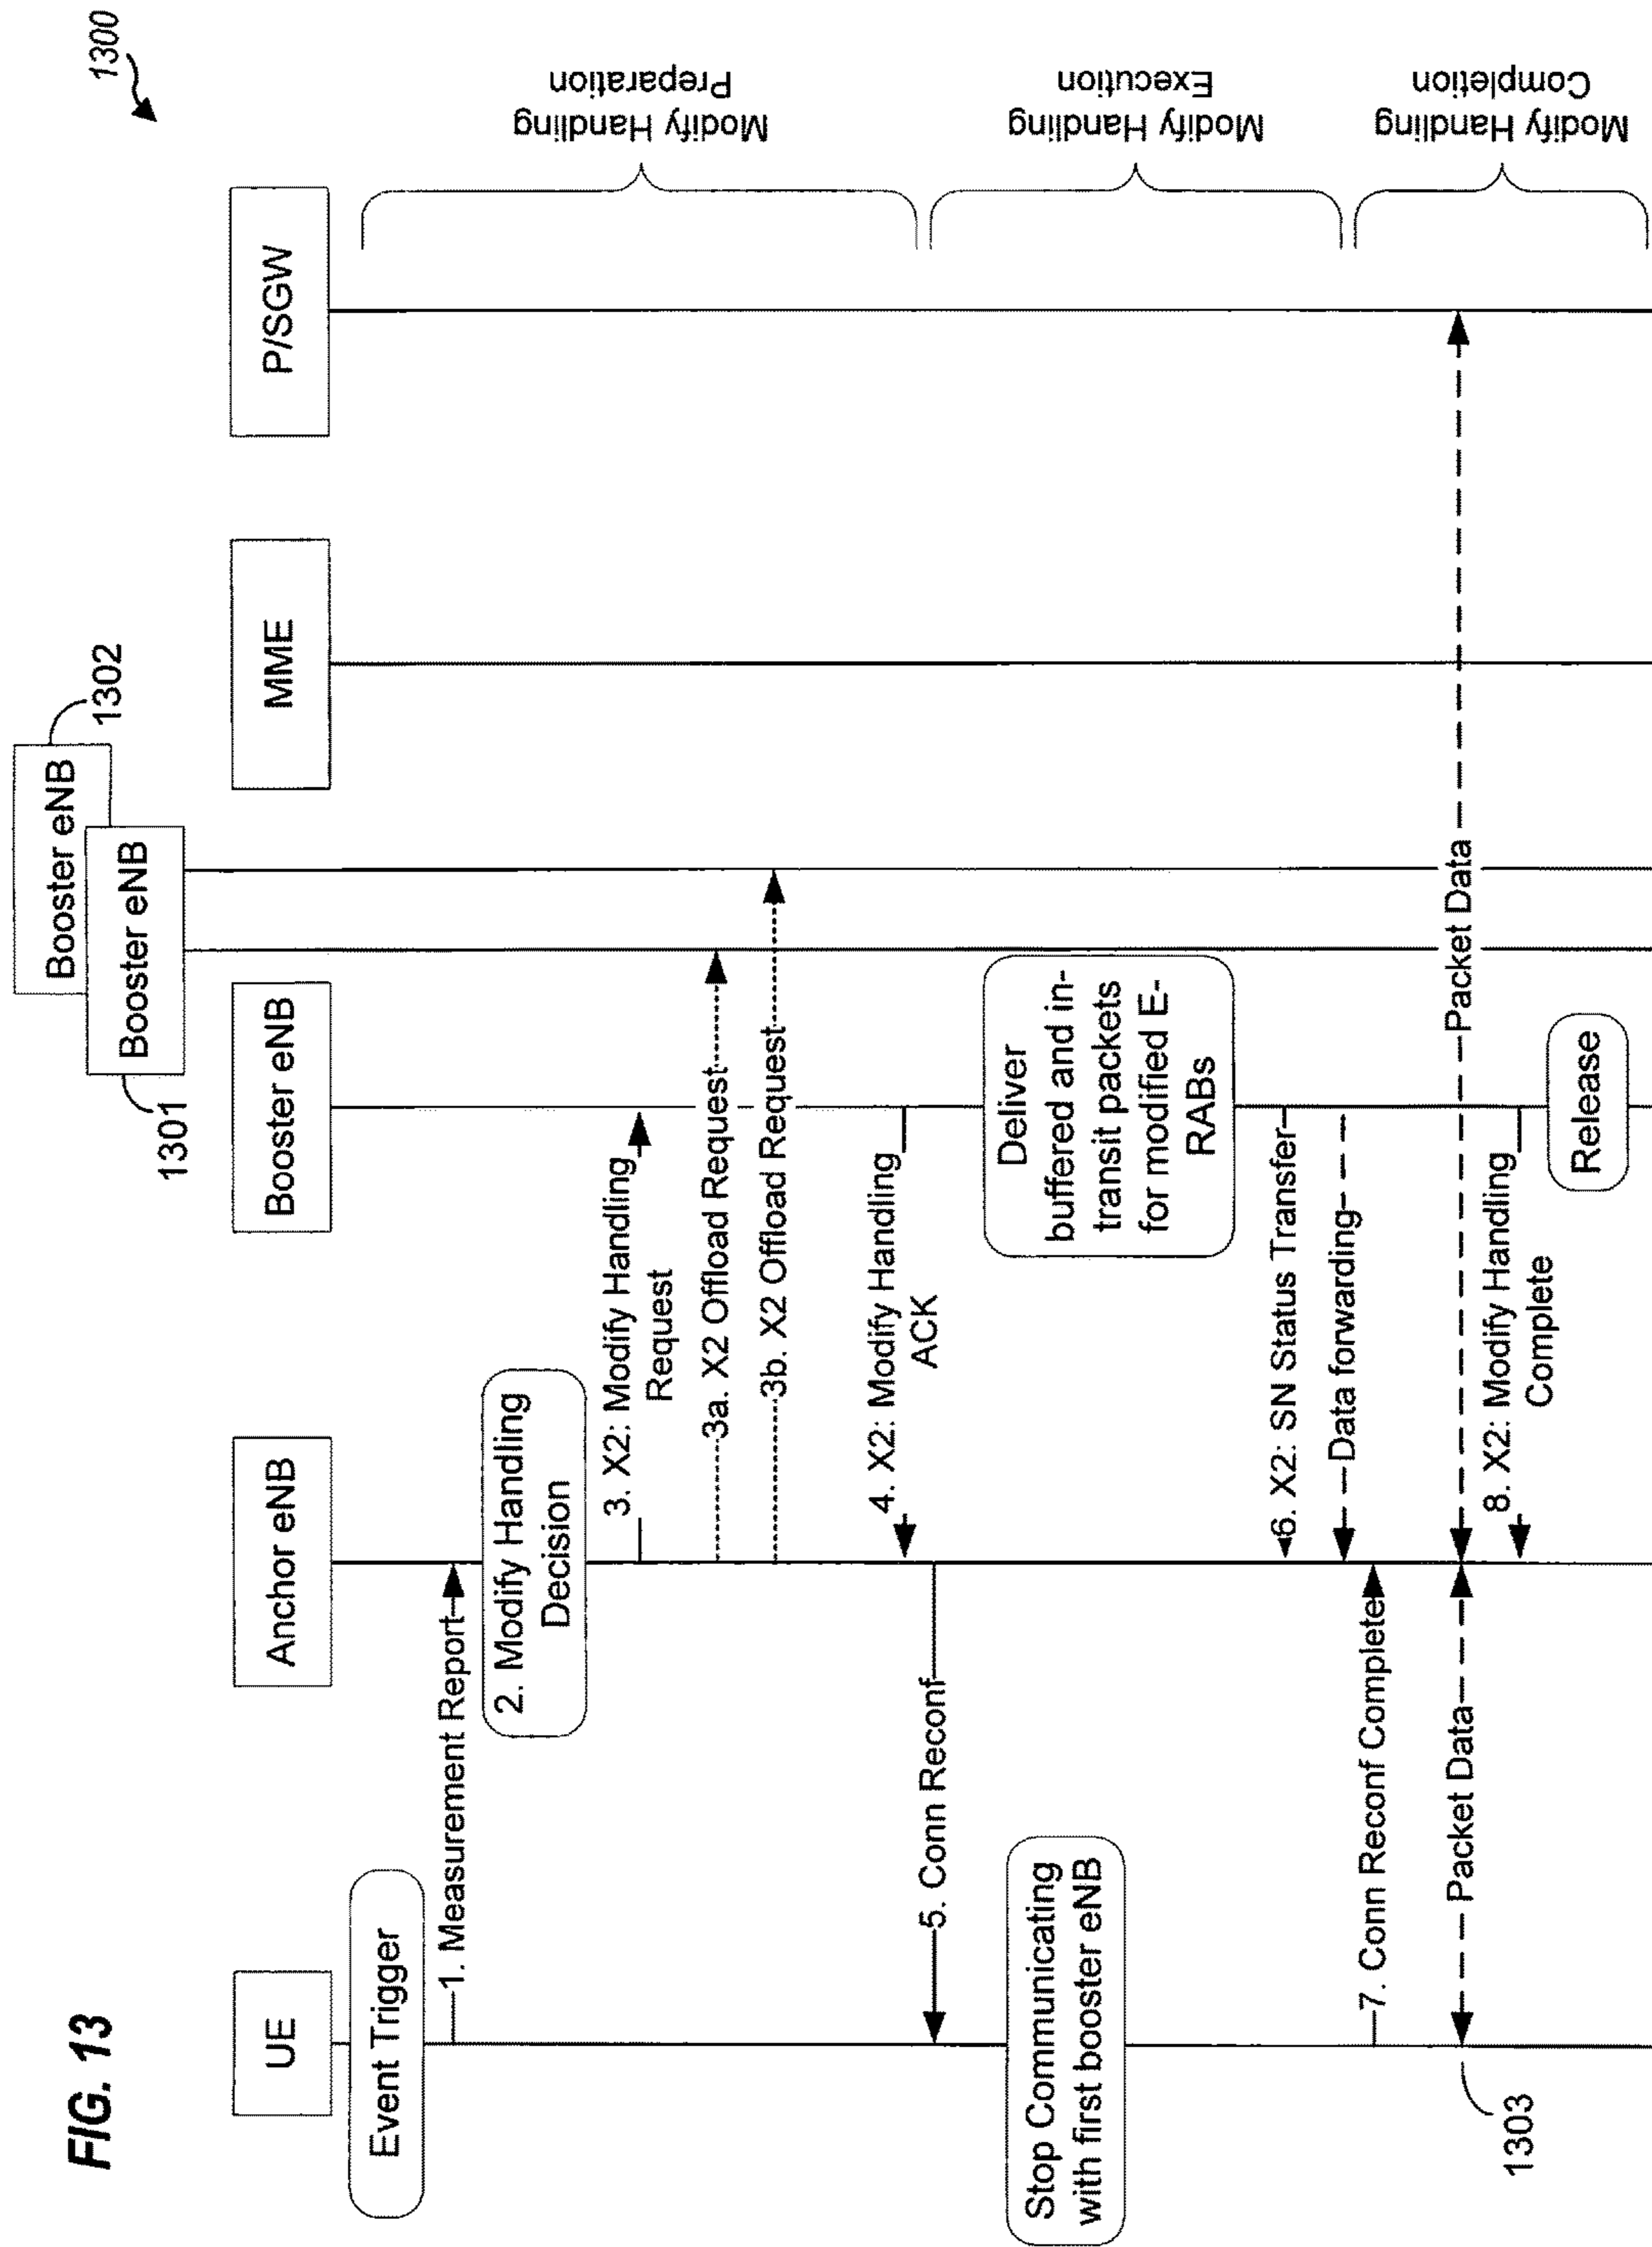 FIG. 13
1300
1302
Booster eNB
Booster eNB
1301
UE
Anchor eNB
Booster eNB
MME
P/SGW
Event Trigger
1. Measurement Report
2. Modify Handling
Decision
3. X2: Modify Handling
Request
3a. X2 Offload Request
3b. X2 Offload Request
4. X2: Modify Handling
ACK
Modify Handling
Preparation
5. Conn Reconf
Stop Communicating
with first booster eNB
Deliver
buffered and in-
transit packets
for modified E-
RABs
6. X2: SN Status Transfer
Data forwarding
Modify Handling
Execution
7. Conn Reconf Complete
Packet Data
Packet Data
1303
8. X2: Modify Handling
Complete
Release
Modify Handling
Completion